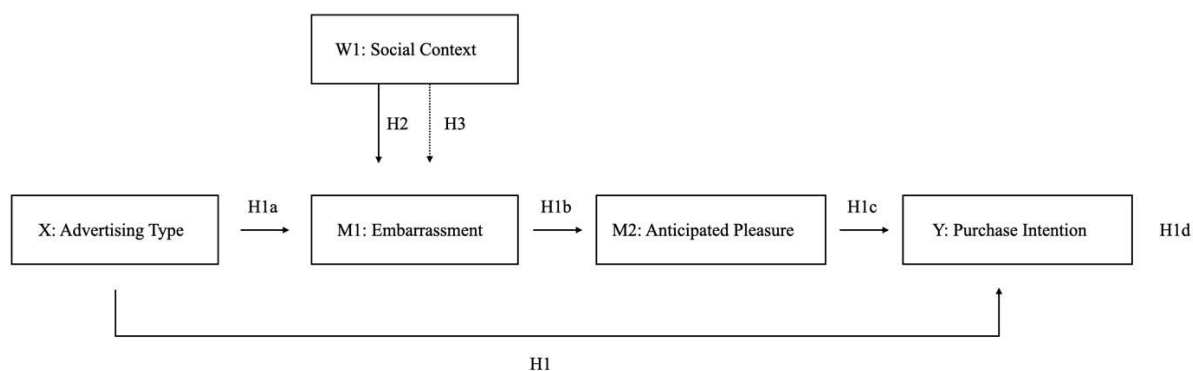 W1: Social Context
H2
H3
H1a
H1b
H1c
X: Advertising Type
M1: Embarrassment
M2: Anticipated Pleasure
Y: Purchase Intention
H1d
H1